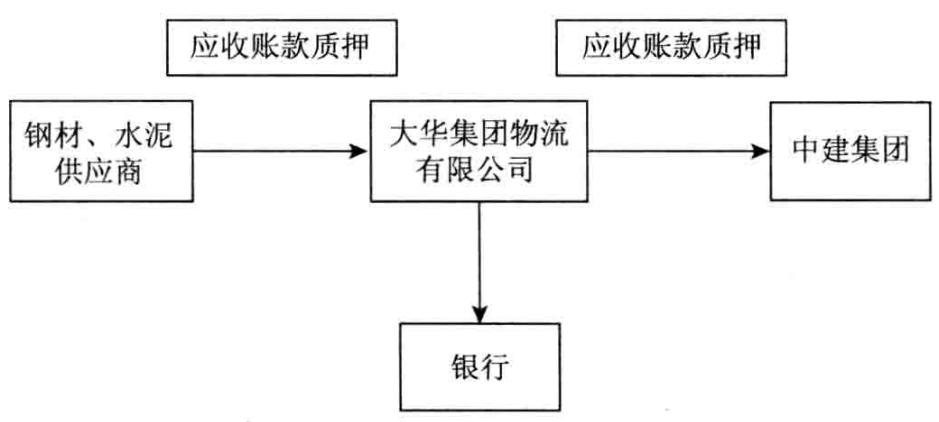 应收账款质押
应收账款质押
钢材、水泥
供应商
大华集团物流
有限公司
中建集团
银行